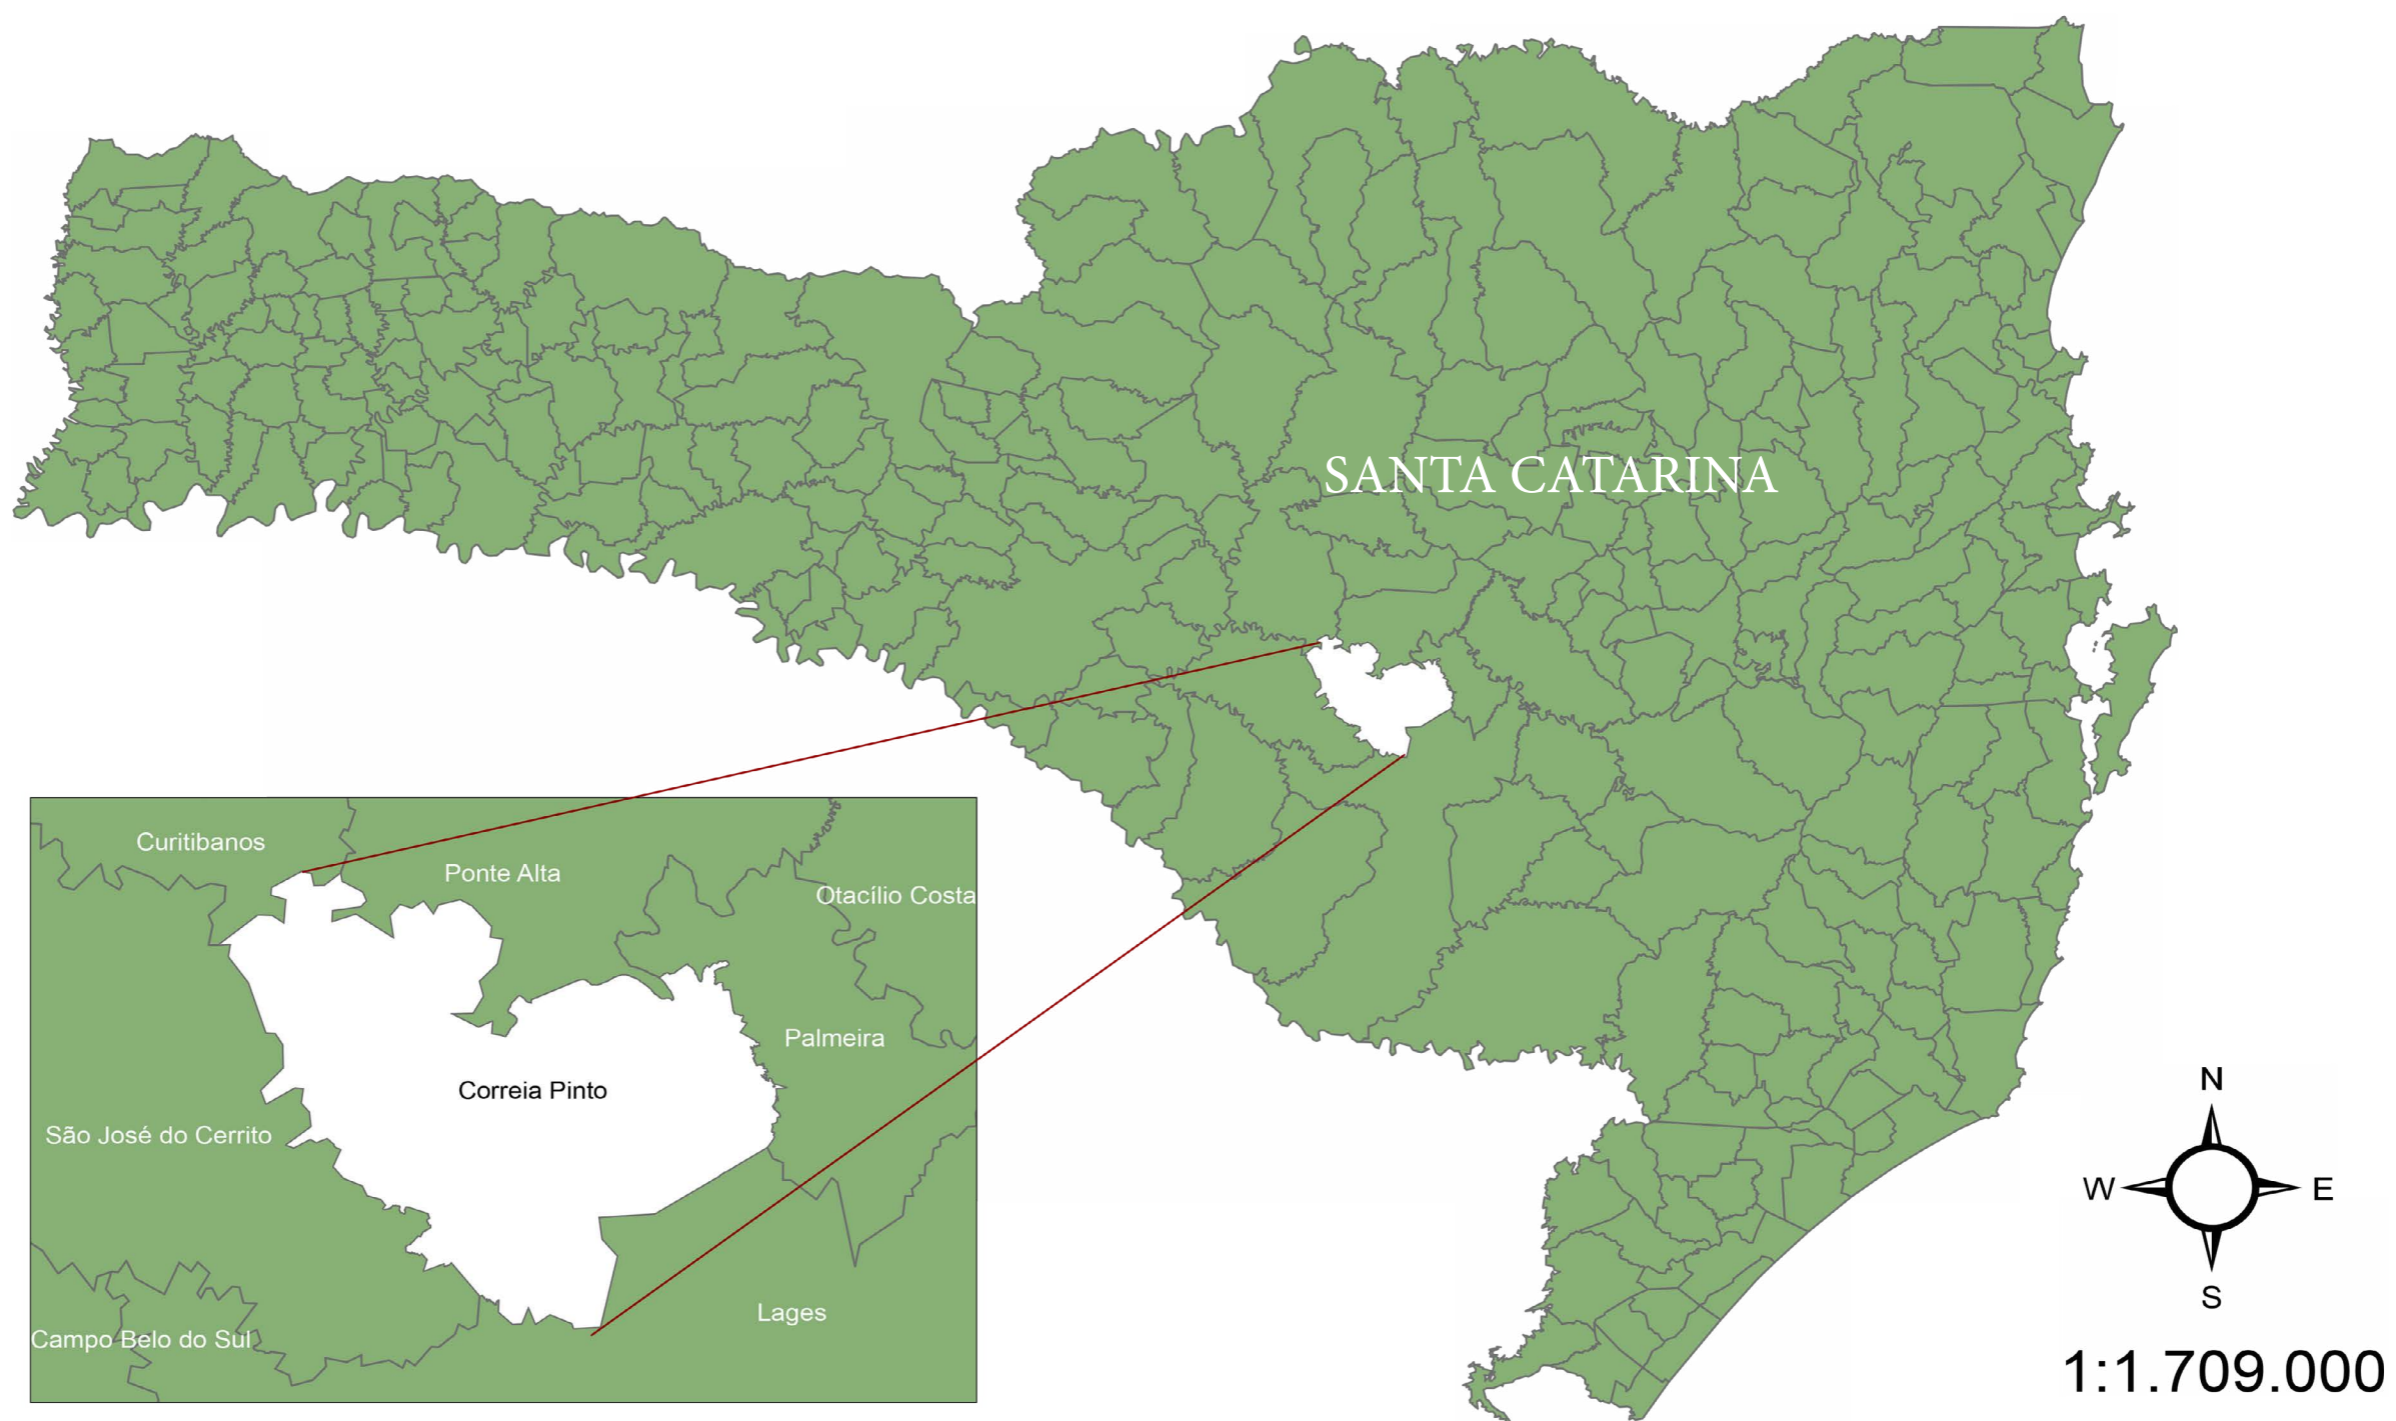 SANTA CATARINA
Curitibanos
Ponte Alta
Otacílio Costa
Palmeira
Correia Pinto
São José do Cerrito
Lages
Campo Belo do Sul
N
W
E
S
1:1.709.000